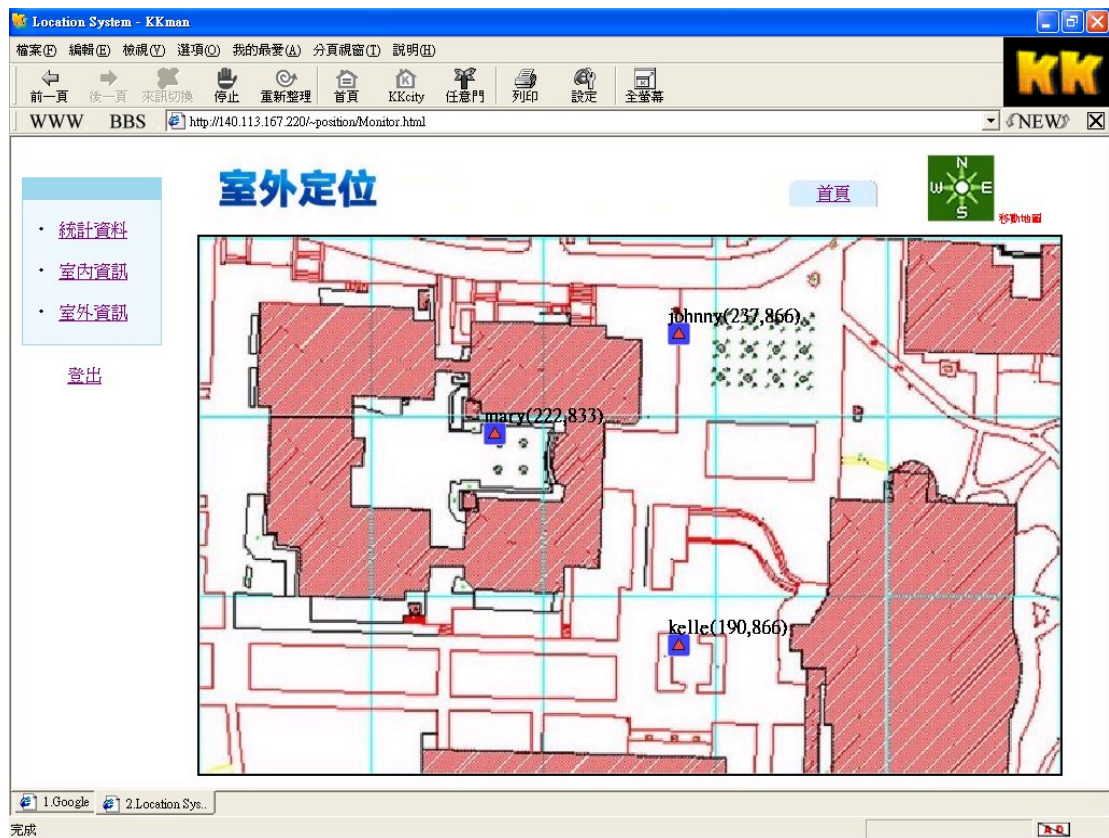 Location System - KKman
檔案(F) 編輯(E) 檢視(V) 選項(O) 我的最愛(A) 分頁視窗(T) 說明(H)
前一頁 後一頁 來訊切換 停止 重新整理 首頁 KKcity 任意門 列印 設定 全螢幕
KK
WWW BBS http://140.113.167.220/~position/Monitor.html NEW
室外定位
首頁
N
W E
S
移動地圖
· 統計資料
· 室內資訊
· 室外資訊
登出
johnny(237,866)
mary(222,833)
kelle(190,866)
1.Google 2.Location Sys..
完成
AD